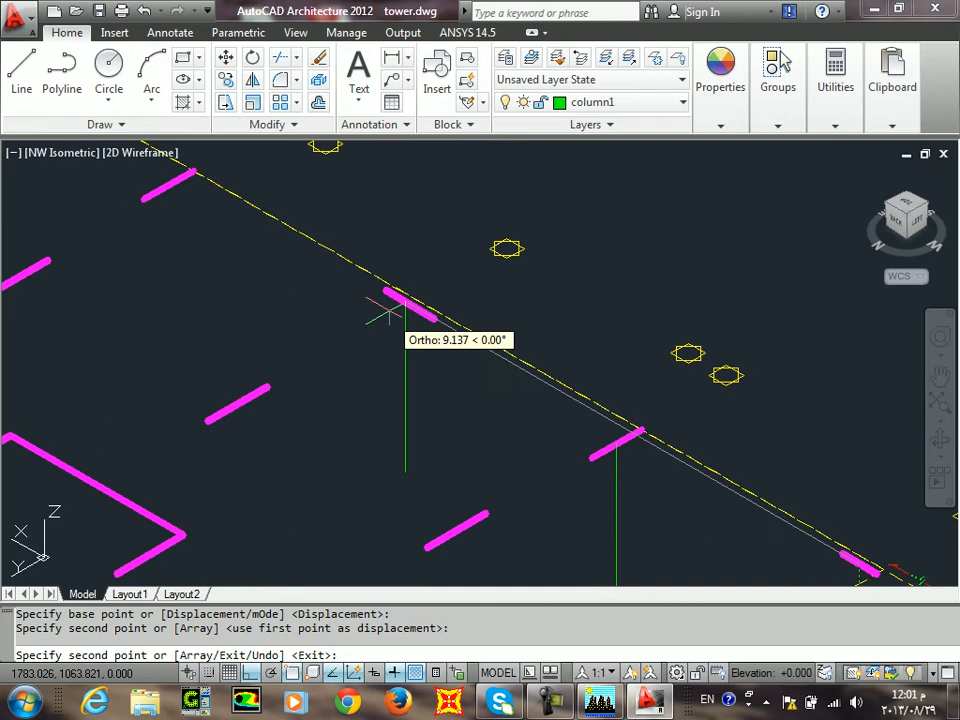 AutoCAD Architecture 2012 tower.dwg
Type a keyword or phrase
Sign In
Home Insert Annotate Parametric View Manage Output ANSYS 14.5
Line Polyline Circle Arc
Text
Insert
Unsaved Layer State
column1
Properties Groups Utilities Clipboard
Draw Modify Annotation Block Layers
[−] [NW Isometric] [2D Wireframe]
WCS
Ortho: 9.137 < 0.00°
Z
X
Y
Model Layout1 Layout2
Specify base point or [Displacement/mOde] <Displacement>:
Specify second point or [Array] <use first point as displacement>:
Specify second point or [Array/Exit/Undo] <Exit>:
1783.026, 1063.821, 0.000
MODEL
1:1
Elevation: +0.000
EN
12:01 م
٢٠١٣/٠٨/٢٩